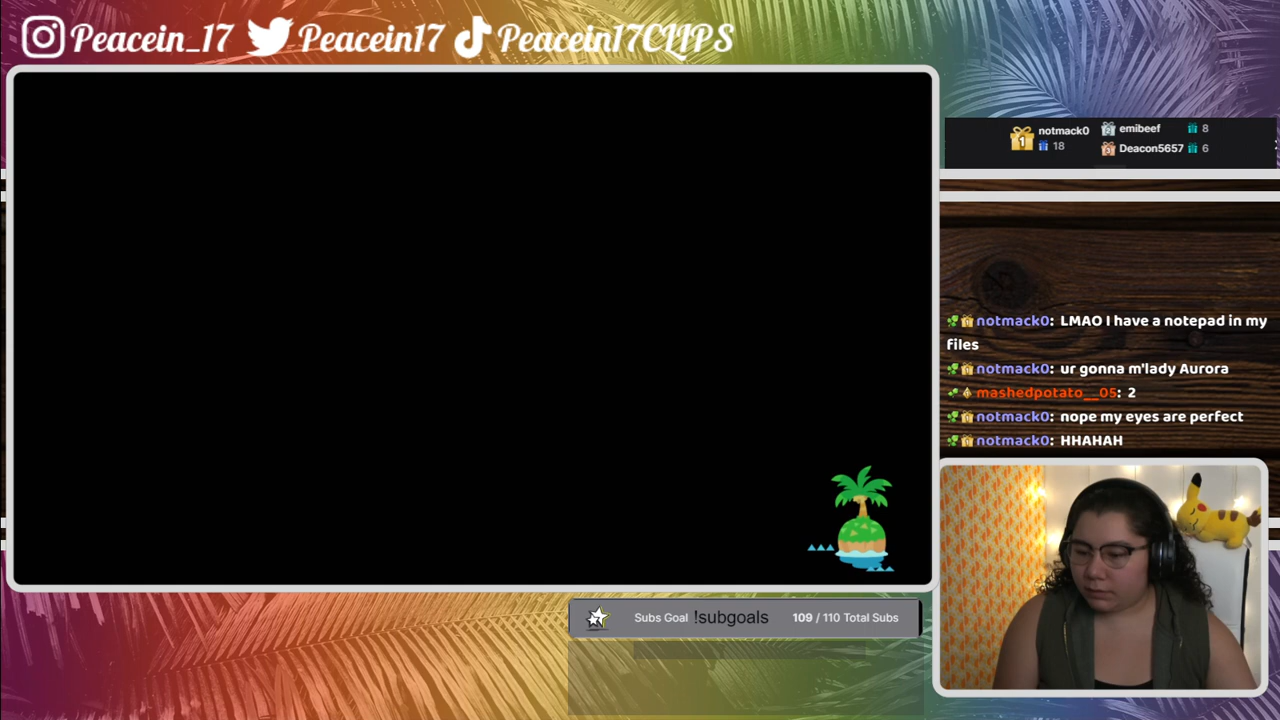 Peacein_17 Peacein17 Peacein17CLIPS
notmack0 18
emibeef 8
Deacon5657 6
notmack0: LMAO I have a notepad in my
files
notmack0: ur gonna m'lady Aurora
mashedpotato__05: 2
notmack0: nope my eyes are perfect
notmack0: HHAHAH
Subs Goal !subgoals 109 / 110 Total Subs